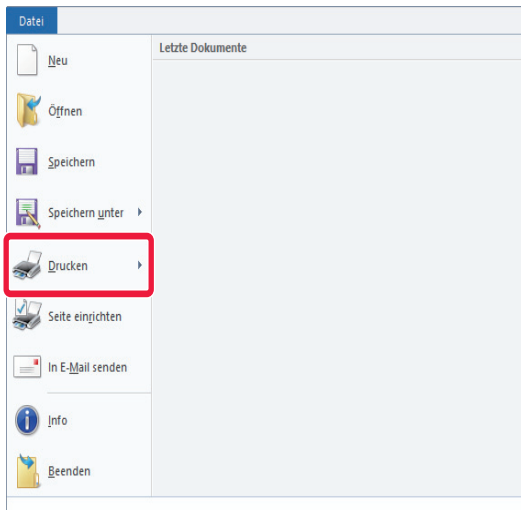 Datei
Letzte Dokumente
Neu
Öffnen
Speichern
Speichern unter
Drucken
Seite einrichten
In E-Mail senden
Info
Beenden